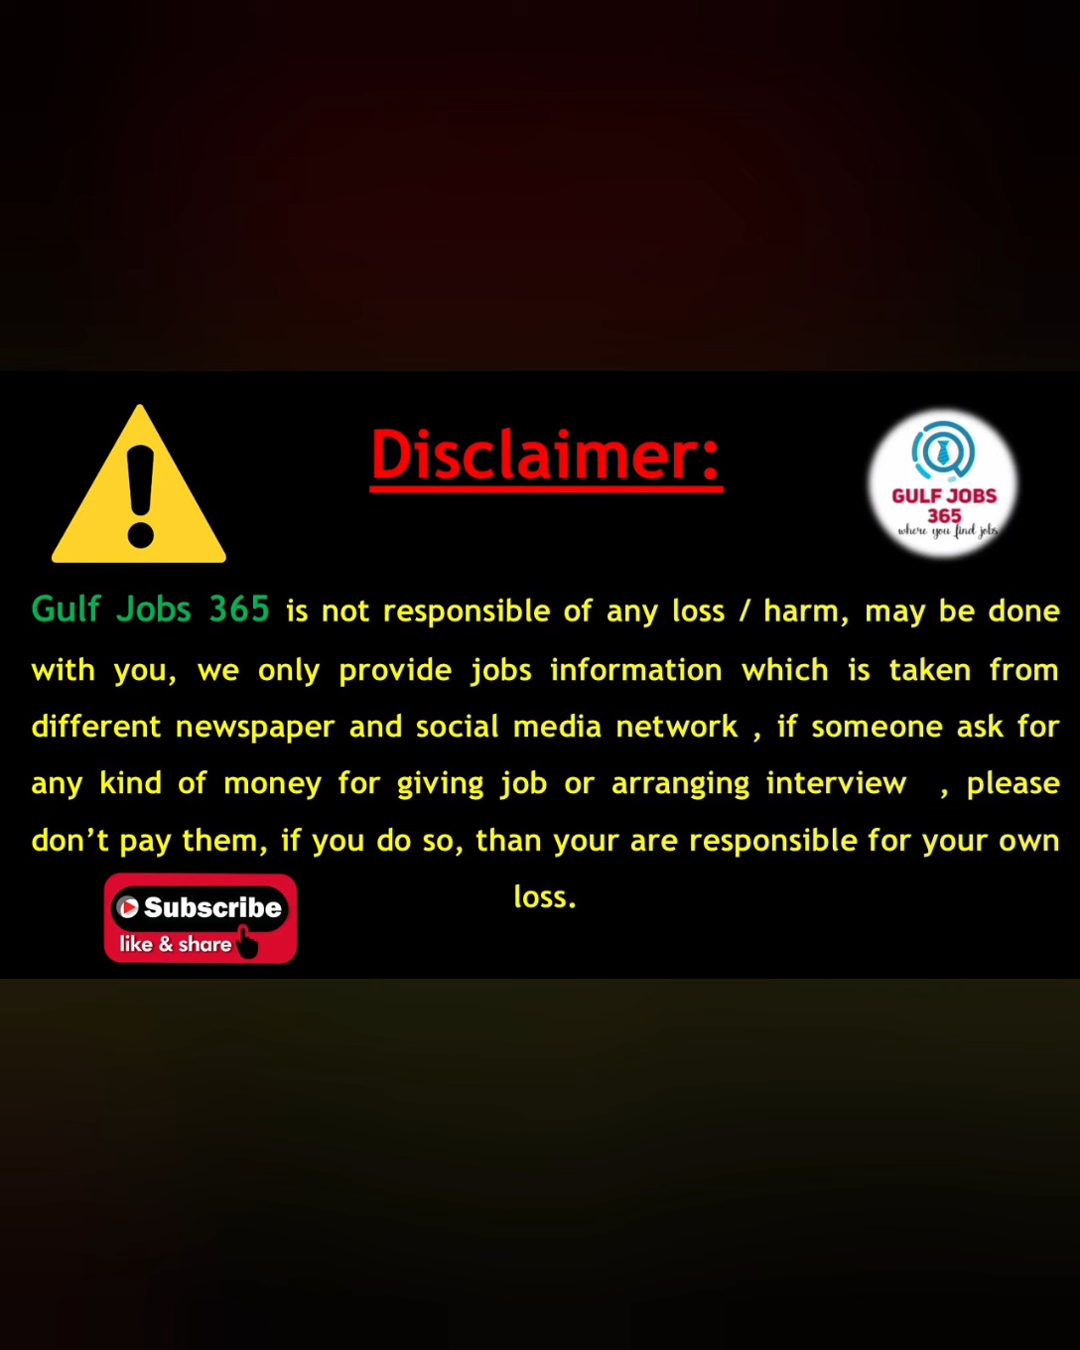 Disclaimer:
GULF JOBS
365
where you find jobs
Gulf Jobs 365 is not responsible of any loss / harm, may be done
with you, we only provide jobs information which is taken from
different newspaper and social media network , if someone ask for
any kind of money for giving job or arranging interview , please
don’t pay them, if you do so, than your are responsible for your own
loss.
Subscribe
like & share